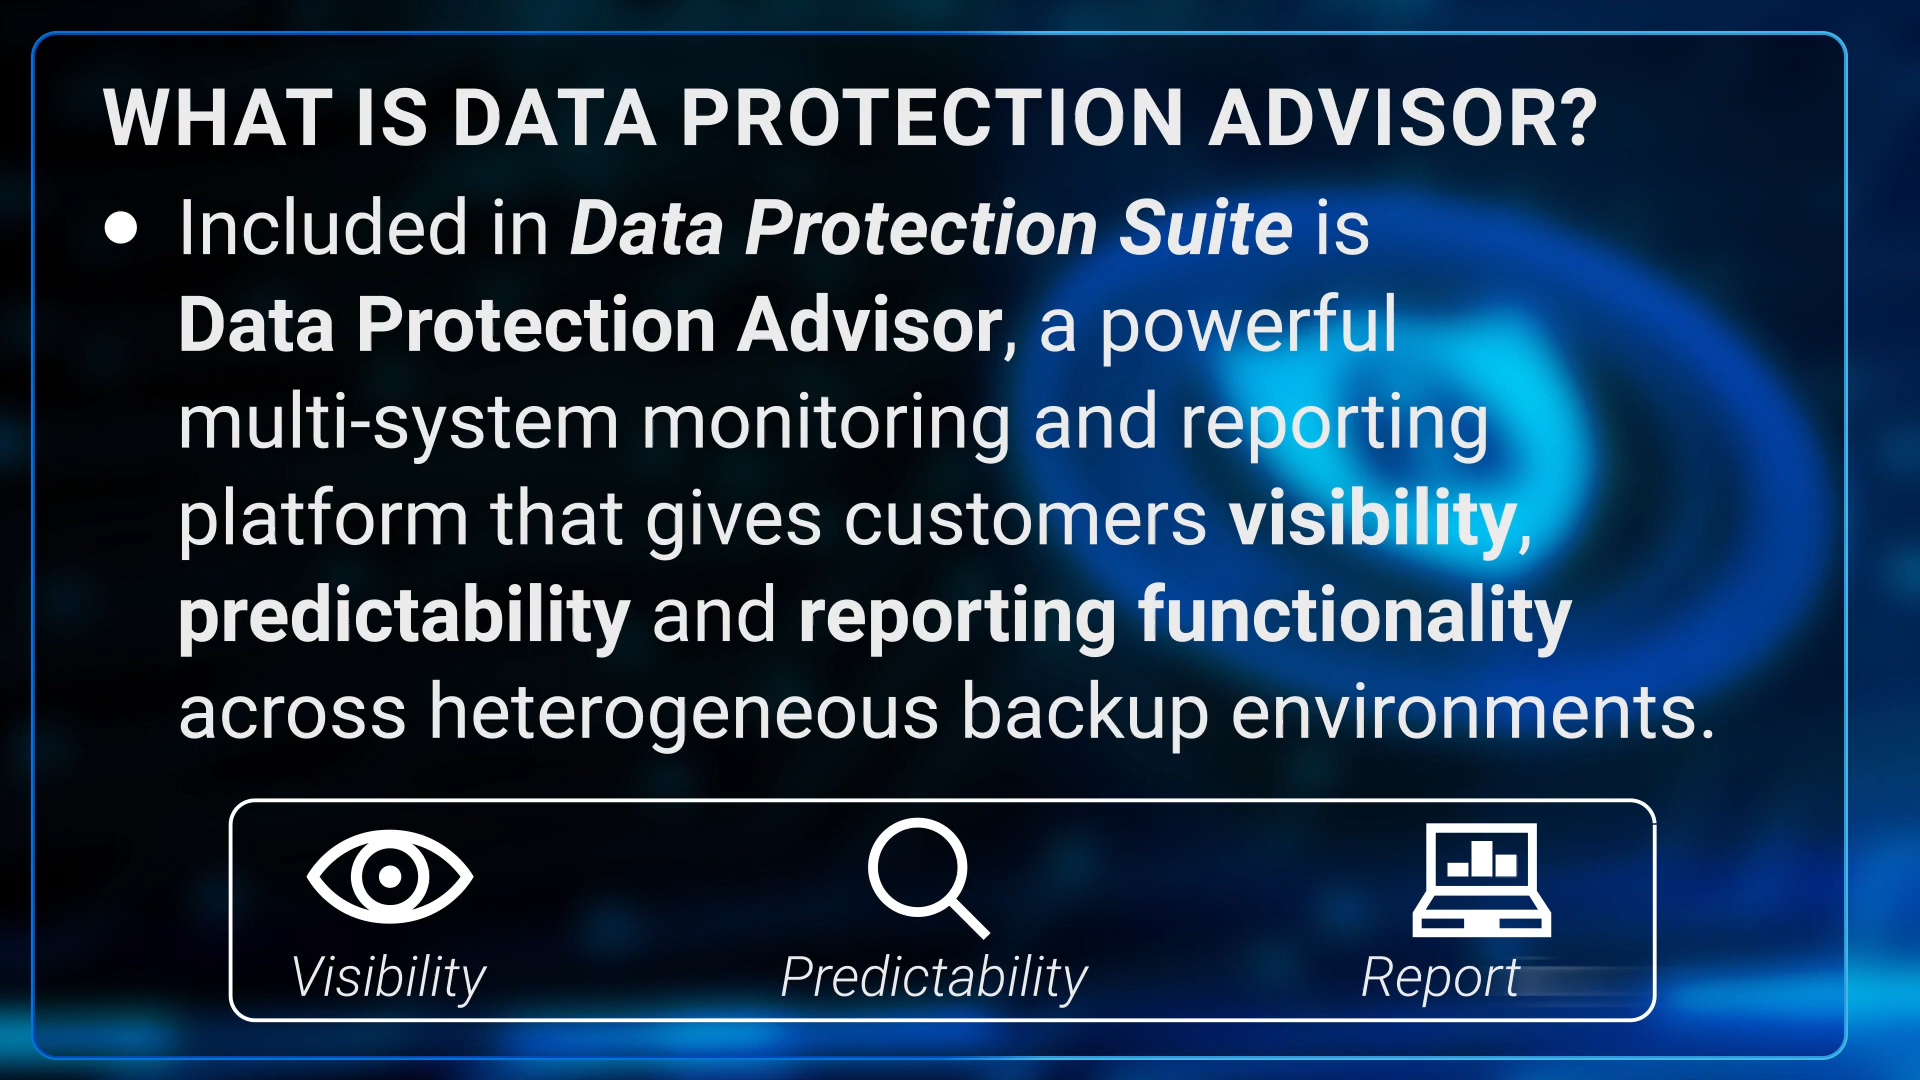 WHAT IS DATA PROTECTION ADVISOR?
● Included in Data Protection Suite is
Data Protection Advisor, a powerful
multi-system monitoring and reporting
platform that gives customers visibility,
predictability and reporting functionality
across heterogeneous backup environments.
Visibility
Predictability
Report